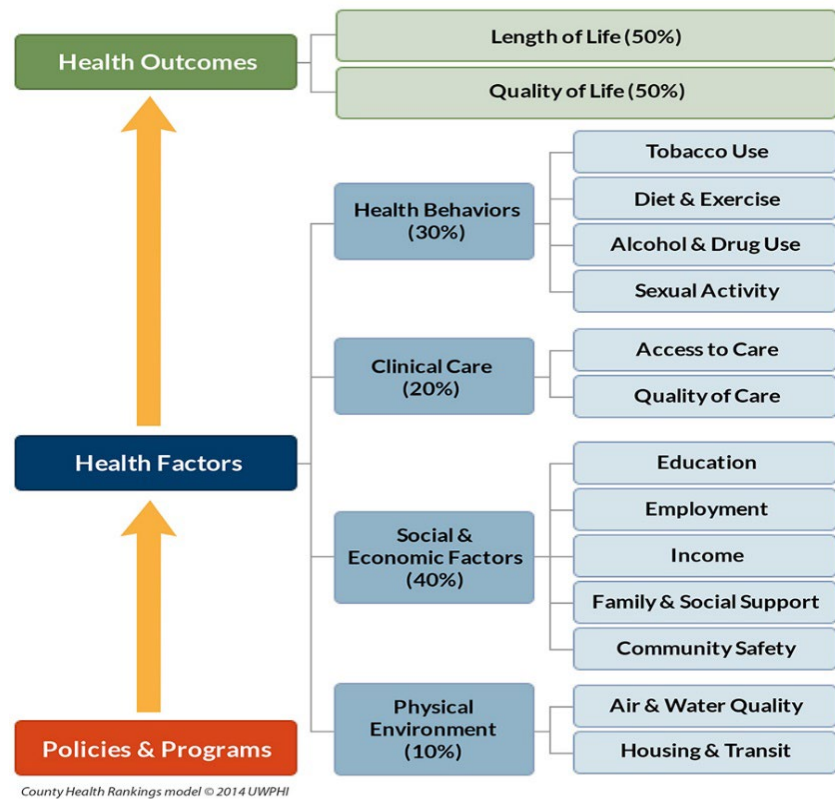 Health Outcomes
Length of Life (50%)
Quality of Life (50%)
Health Factors
Health Behaviors
(30%)
Tobacco Use
Diet & Exercise
Alcohol & Drug Use
Sexual Activity
Clinical Care
(20%)
Access to Care
Quality of Care
Social &
Economic Factors
(40%)
Education
Employment
Income
Family & Social Support
Community Safety
Physical
Environment
(10%)
Air & Water Quality
Housing & Transit
Policies & Programs
County Health Rankings model © 2014 UWPHI